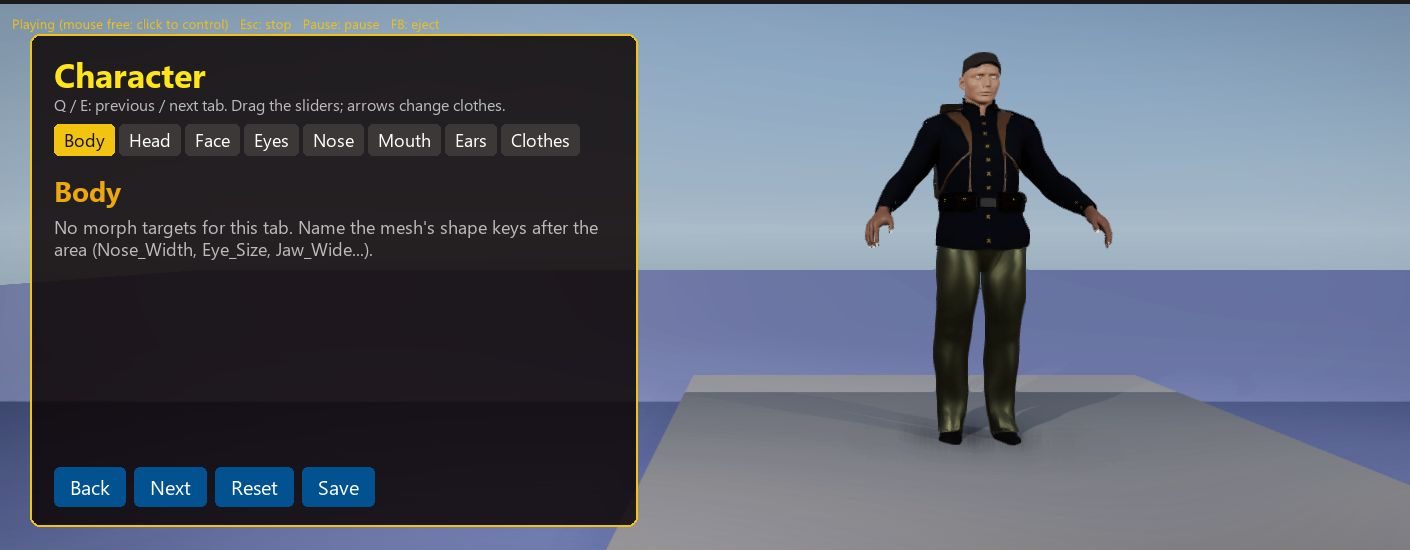 Playing (mouse free: click to control)   Esc: stop   Pause: pause   F8: eject
Character
Q / E: previous / next tab. Drag the sliders; arrows change clothes.
Body Head Face Eyes Nose Mouth Ears Clothes
Body
No morph targets for this tab. Name the mesh's shape keys after the
area (Nose_Width, Eye_Size, Jaw_Wide...).
Back Next Reset Save